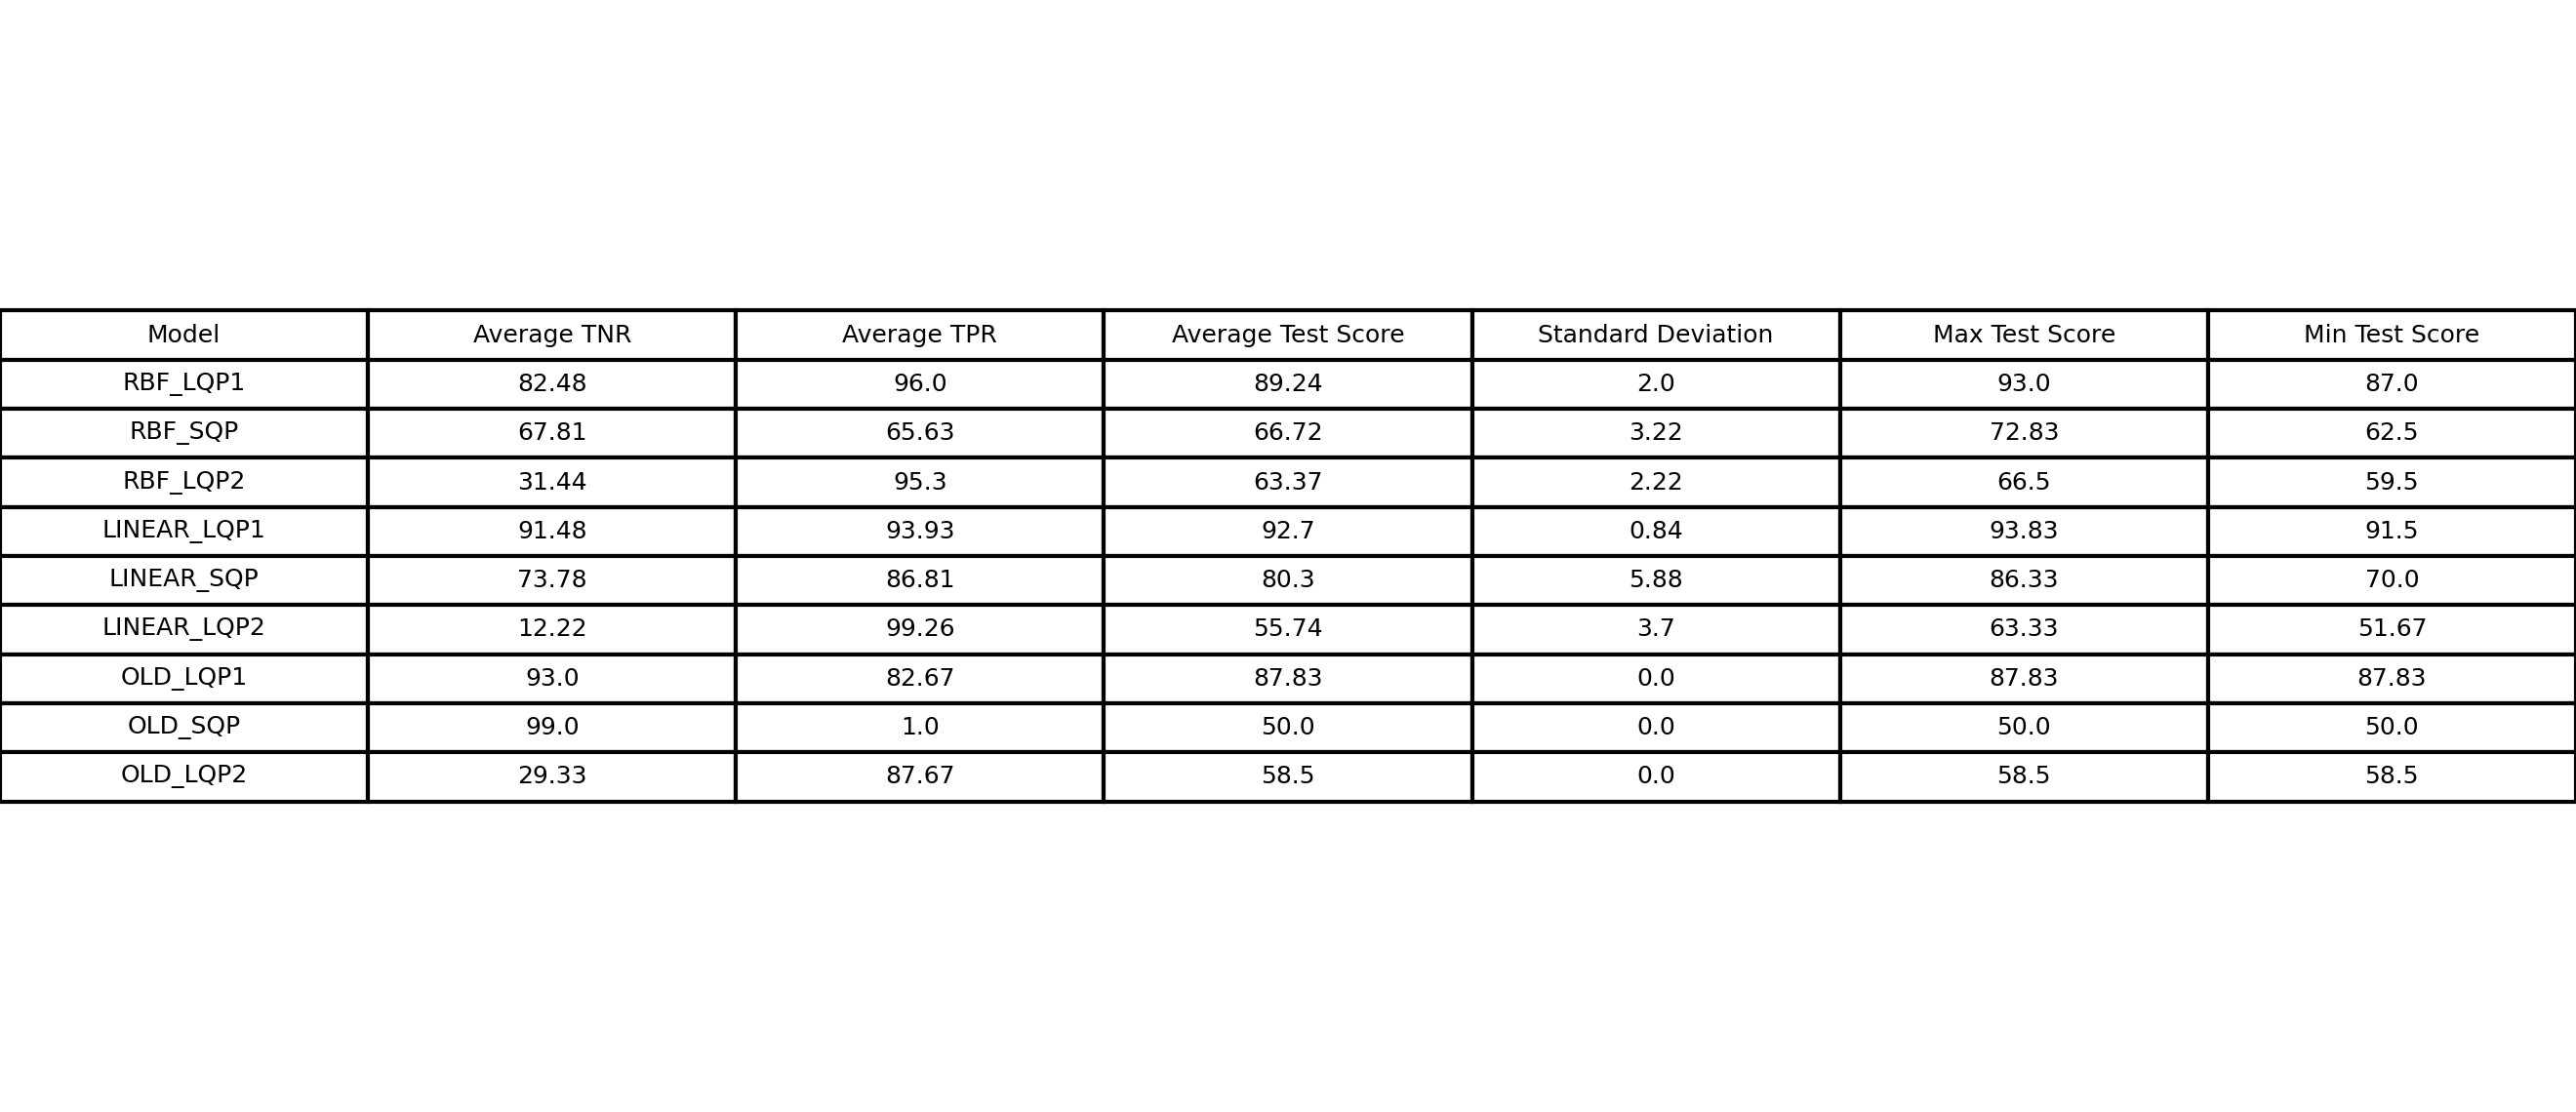 Model Average TNR Average TPR Average Test Score Standard Deviation Max Test Score Min Test Score
RBF_LQP1 82.48 96.0 89.24 2.0 93.0 87.0
RBF_SQP 67.81 65.63 66.72 3.22 72.83 62.5
RBF_LQP2 31.44 95.3 63.37 2.22 66.5 59.5
LINEAR_LQP1 91.48 93.93 92.7 0.84 93.83 91.5
LINEAR_SQP 73.78 86.81 80.3 5.88 86.33 70.0
LINEAR_LQP2 12.22 99.26 55.74 3.7 63.33 51.67
OLD_LQP1 93.0 82.67 87.83 0.0 87.83 87.83
OLD_SQP 99.0 1.0 50.0 0.0 50.0 50.0
OLD_LQP2 29.33 87.67 58.5 0.0 58.5 58.5